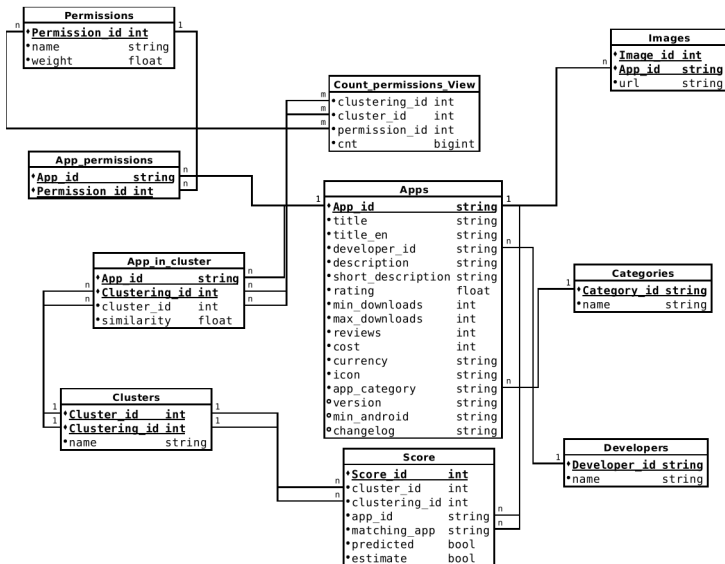 Permissions
Permission_id int
name string
weight float
n
1
Images
Image_id int
App_id string
url string
n
Count_permissions_View
clustering_id int
cluster_id int
permission_id int
cnt bigint
m
m
m
App_permissions
App_id string
Permission_id int
n
n
Apps
App_id string
title string
title_en string
developer_id string
description string
short_description string
rating float
min_downloads int
max_downloads int
reviews int
cost int
currency string
icon string
app_category string
version string
min_android string
changelog string
1
1
n
n
App_in_cluster
App_id string
Clustering_id int
cluster_id int
similarity float
n
n
n
n
n
Categories
Category_id string
name string
1
Clusters
Cluster_id int
Clustering_id int
name string
1
1
1
1
Developers
Developer_id string
name string
1
Score
Score_id int
cluster_id int
clustering_id int
app_id string
matching_app string
predicted bool
estimate bool
n
n
n
n